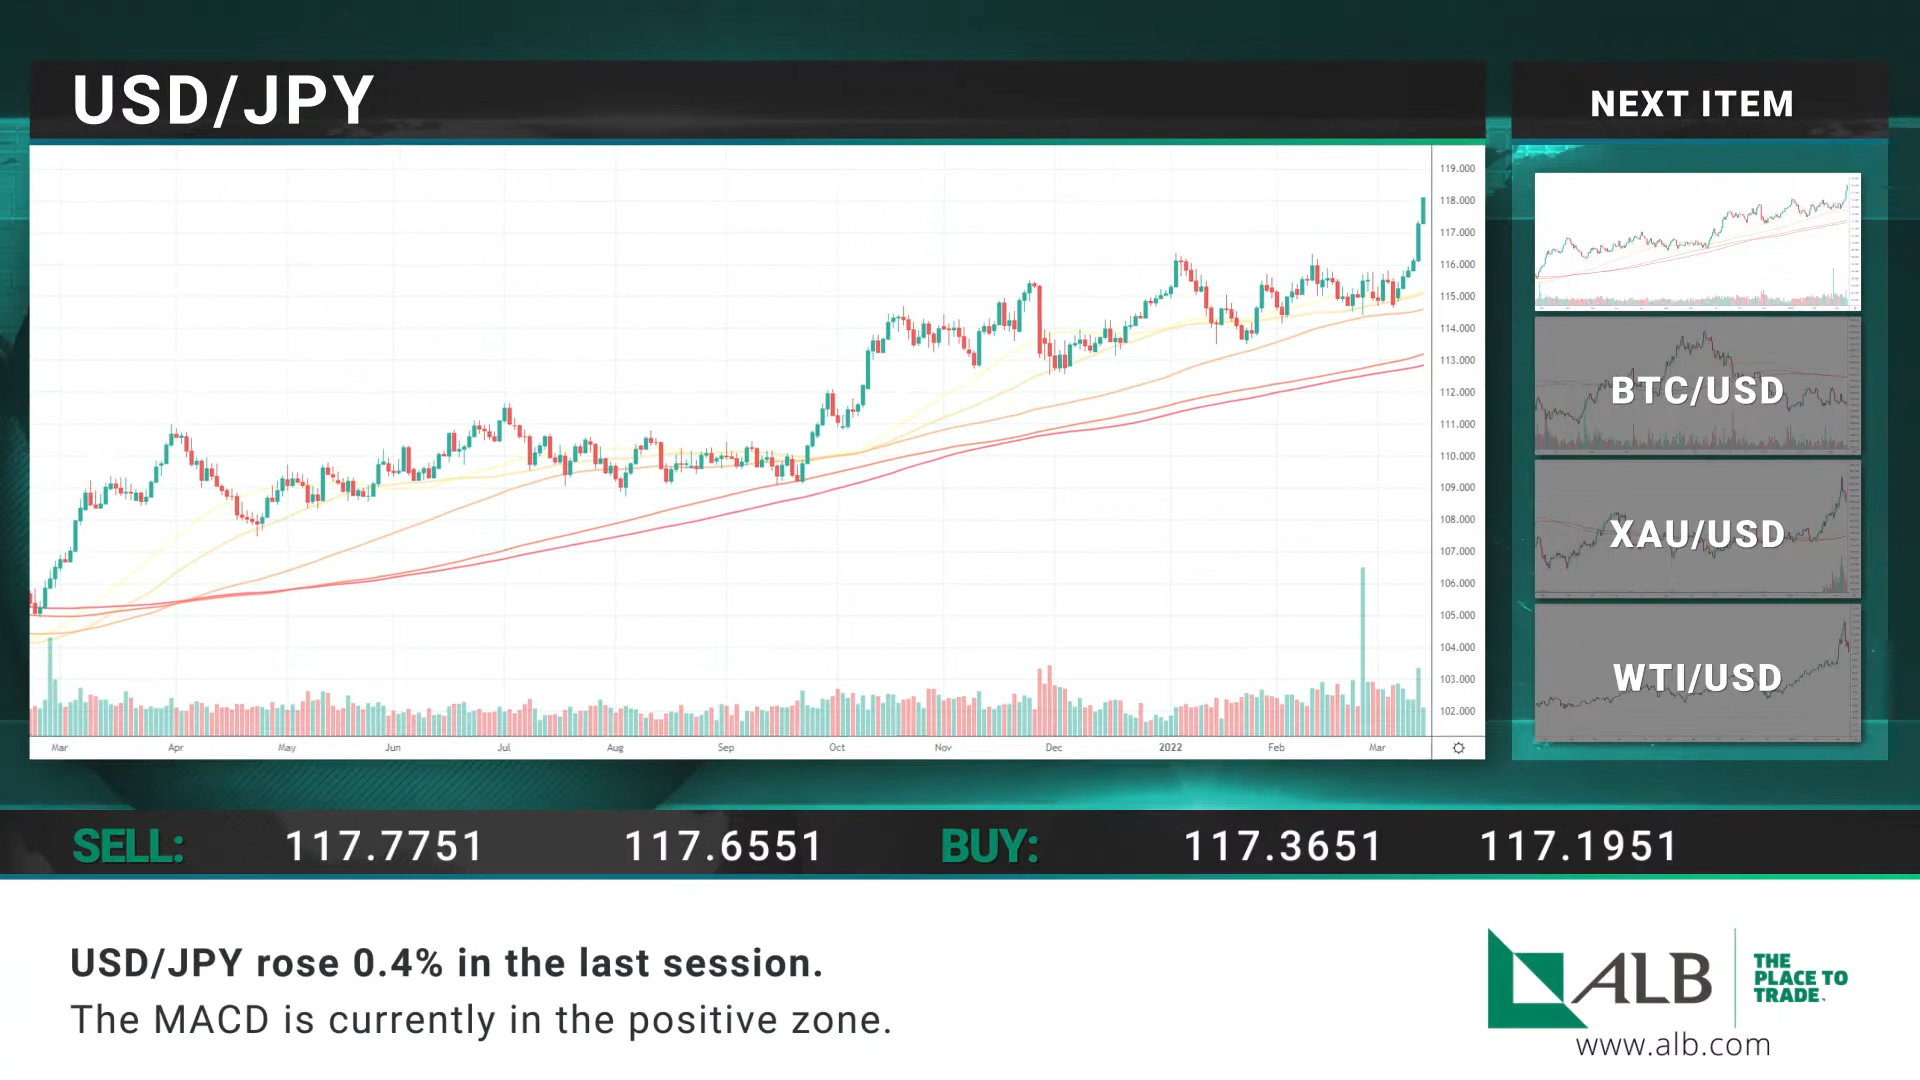 USD/JPY
NEXT ITEM
119.000
118.000
117.000
116.000
115.000
114.000
113.000
112.000
111.000
110.000
109.000
108.000
107.000
106.000
105.000
104.000
103.000
102.000
Mar Apr May Jun Jul Aug Sep Oct Nov Dec 2022 Feb Mar
BTC/USD
XAU/USD
WTI/USD
SELL: 117.7751 117.6551 BUY: 117.3651 117.1951
USD/JPY rose 0.4% in the last session.
The MACD is currently in the positive zone.
ALB
THE
PLACE TO
TRADE.
www.alb.com